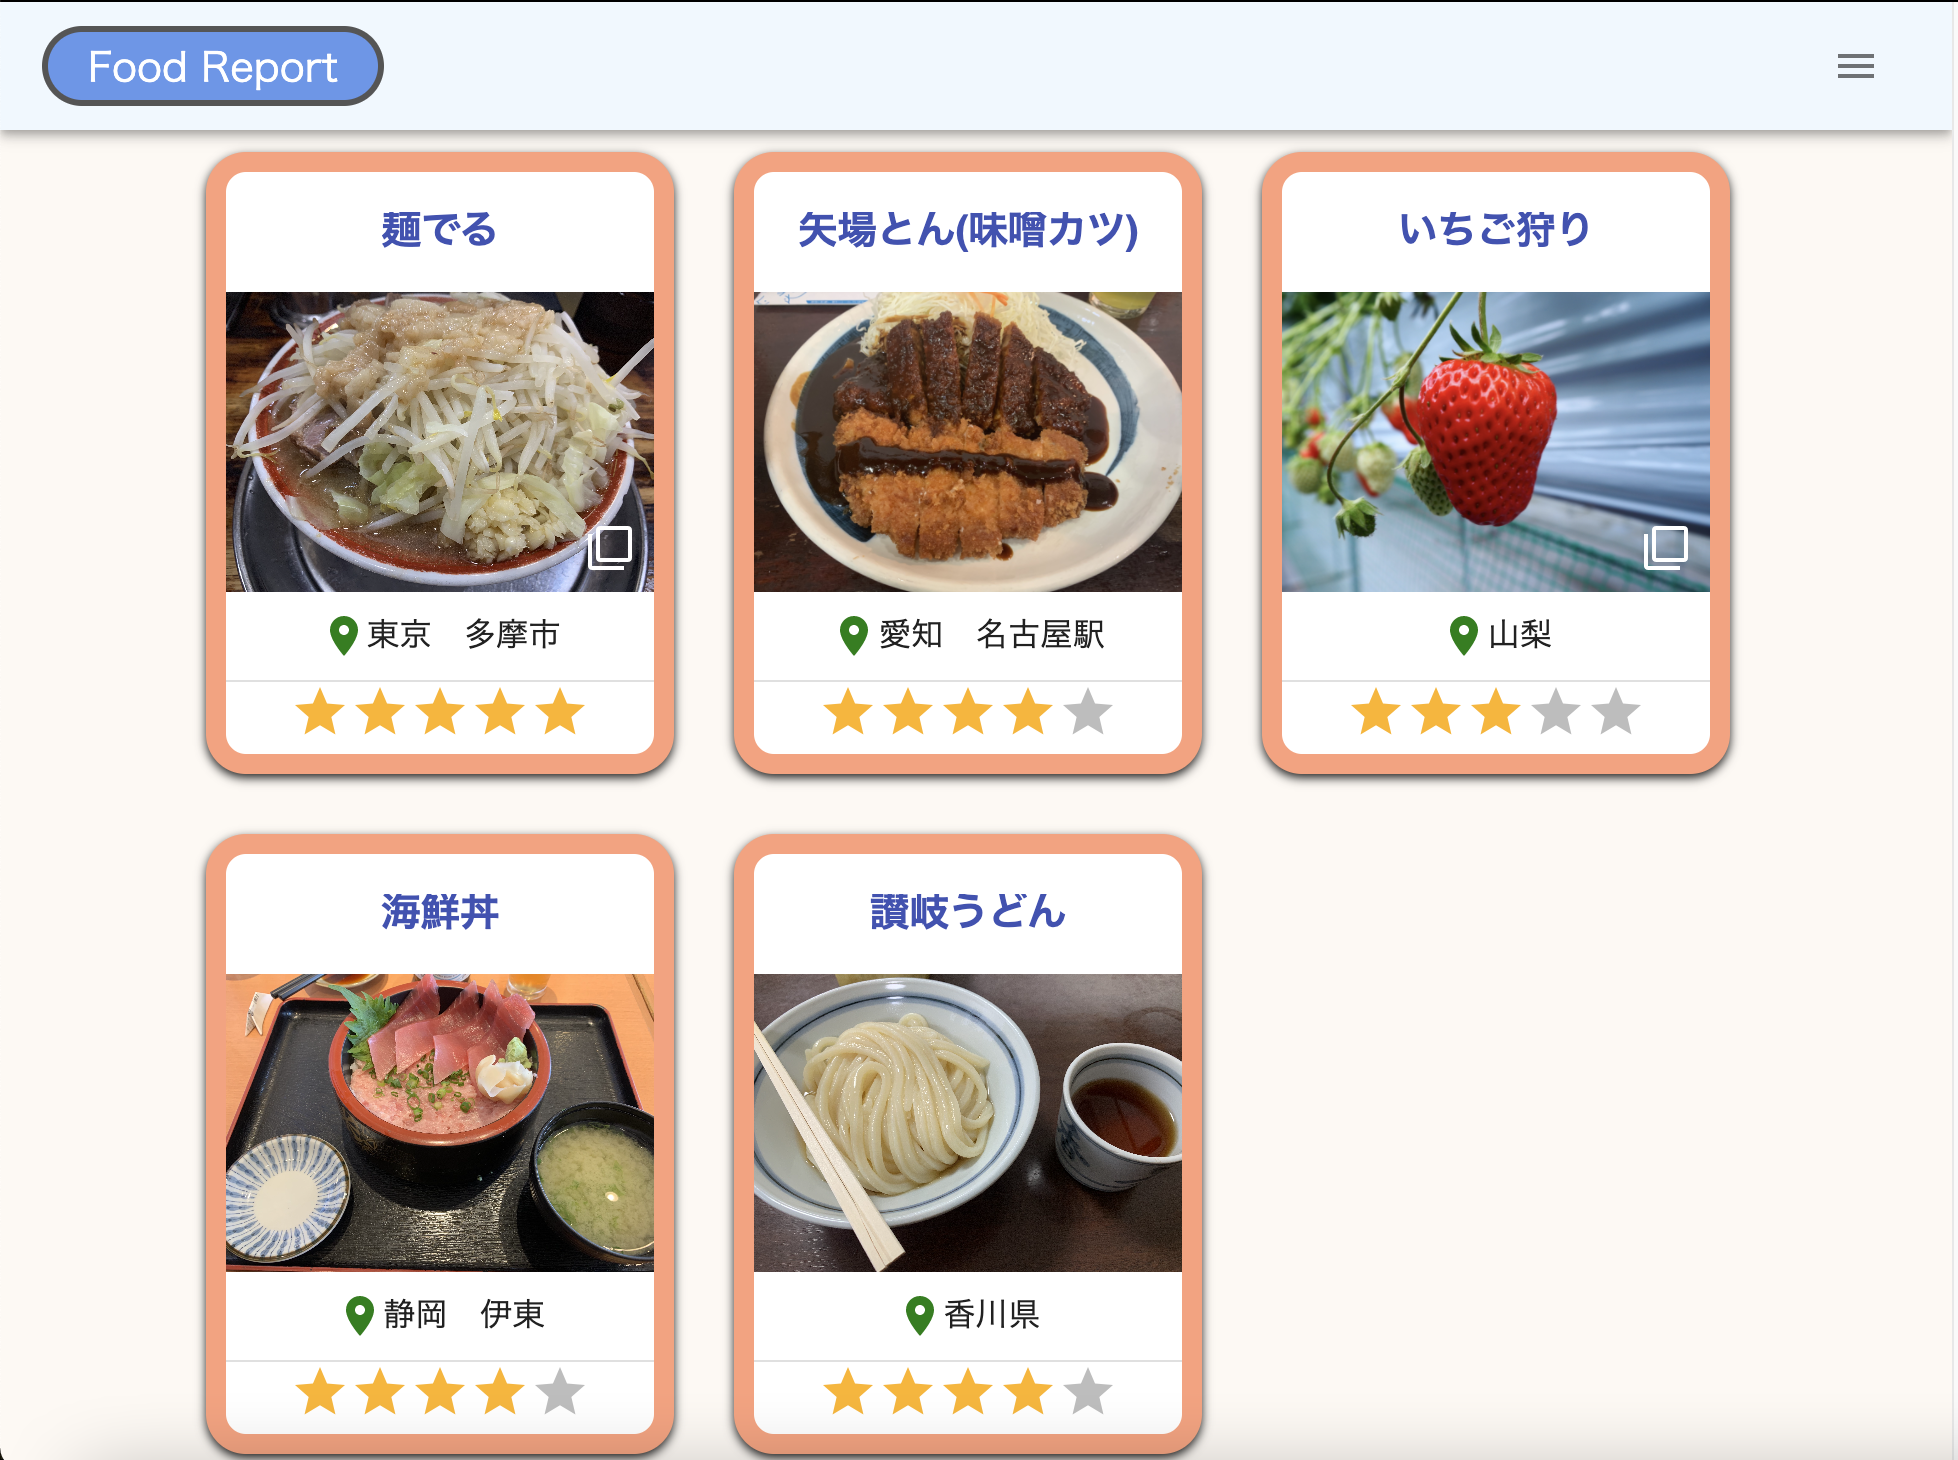 Food Report
麺でる
矢場とん(味噌カツ)
いちご狩り
東京　多摩市
愛知　名古屋駅
山梨
海鮮丼
讃岐うどん
静岡　伊東
香川県